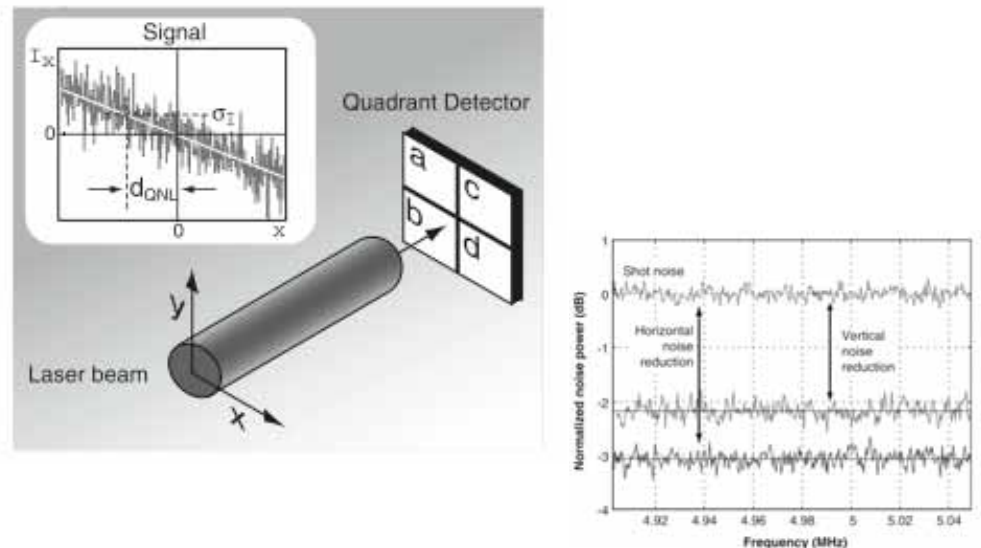 Signal
Ix
σI
0
dQNL
0
x
Quadrant Detector
a
c
b
d
y
x
Laser beam
Normalized noise power (dB)
1
0
-1
-2
-3
-4
Shot noise
Horizontal
noise
reduction
Vertical
noise
reduction
4.92
4.94
4.96
4.98
5
5.02
5.04
Frequency (MHz)